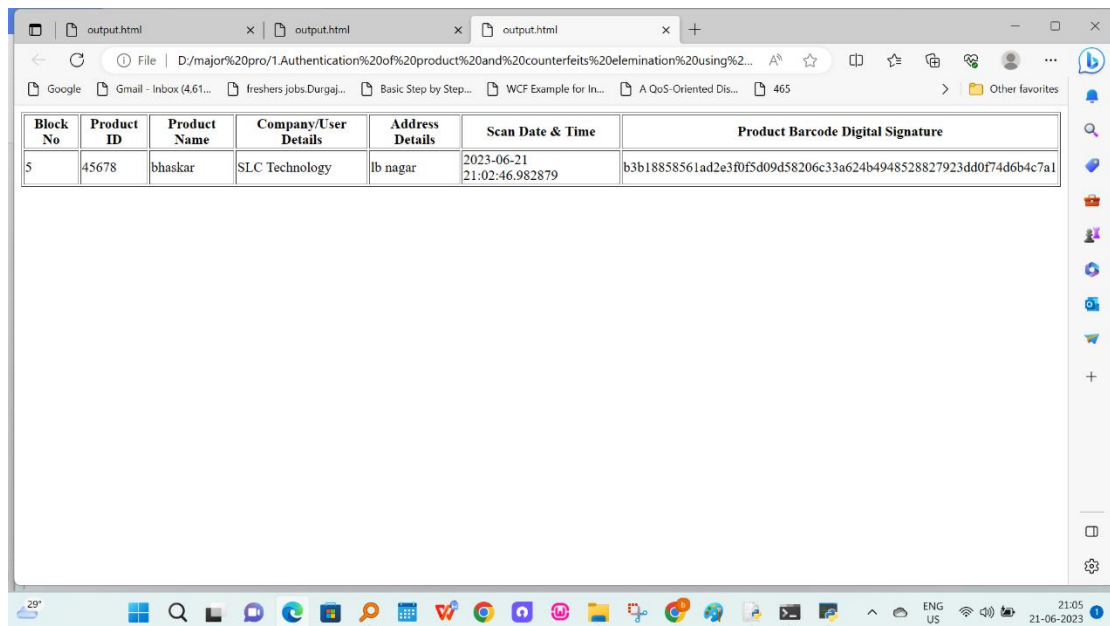 output.html
output.html
output.html
File | D:/major%20pro/1.Authentication%20of%20product%20and%20counterfeits%20elemination%20using%2...
Google Gmail - Inbox (4,61... freshers jobs.Durgaj... Basic Step by Step... WCF Example for In... A QoS-Oriented Dis... 465 Other favorites
Block No Product ID Product Name Company/User Details Address Details Scan Date & Time Product Barcode Digital Signature
5 45678 bhaskar SLC Technology lb nagar 2023-06-21 21:02:46.982879 b3b18858561ad2e3f0f5d09d58206c33a624b4948528827923dd0f74d6b4c7a1
29°
ENG
US
21:05
21-06-2023
1